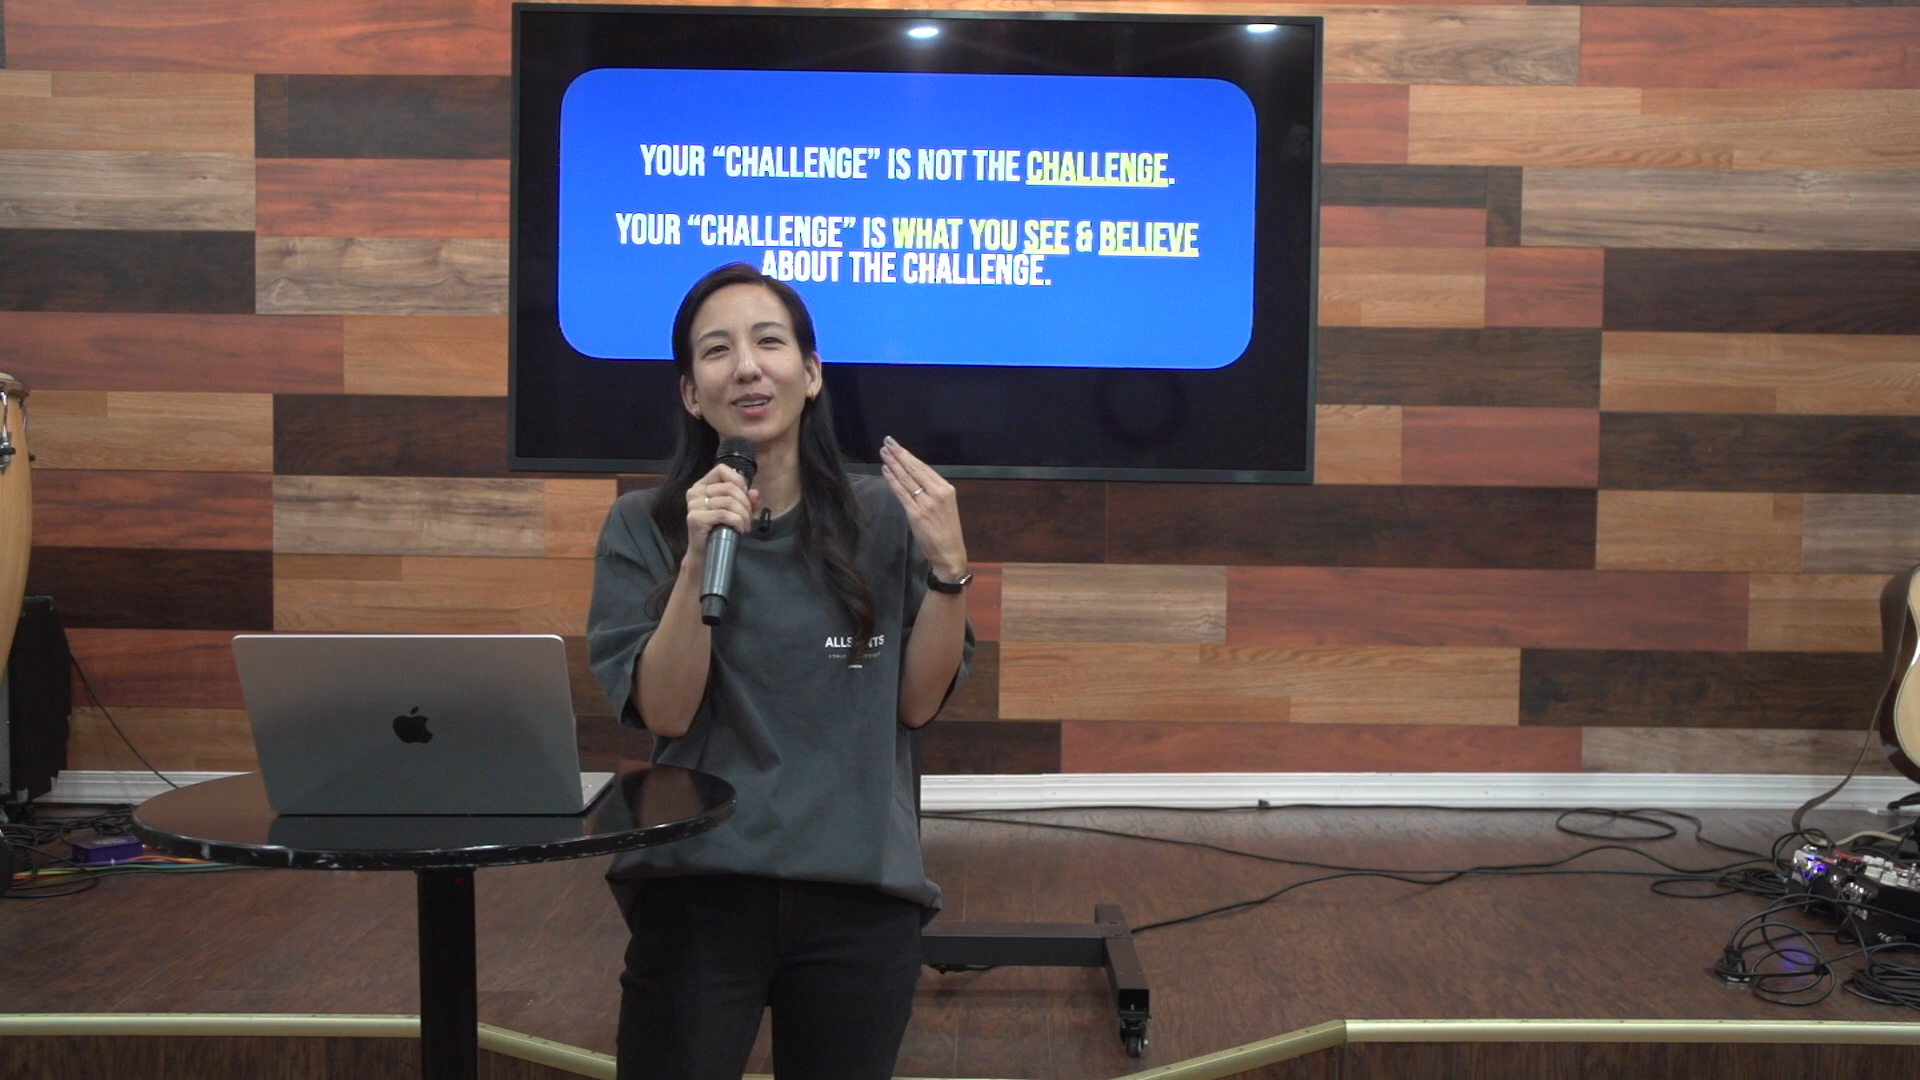 YOUR “CHALLENGE” IS NOT THE CHALLENGE.
YOUR “CHALLENGE” IS WHAT YOU SEE & BELIEVE
ABOUT THE CHALLENGE.